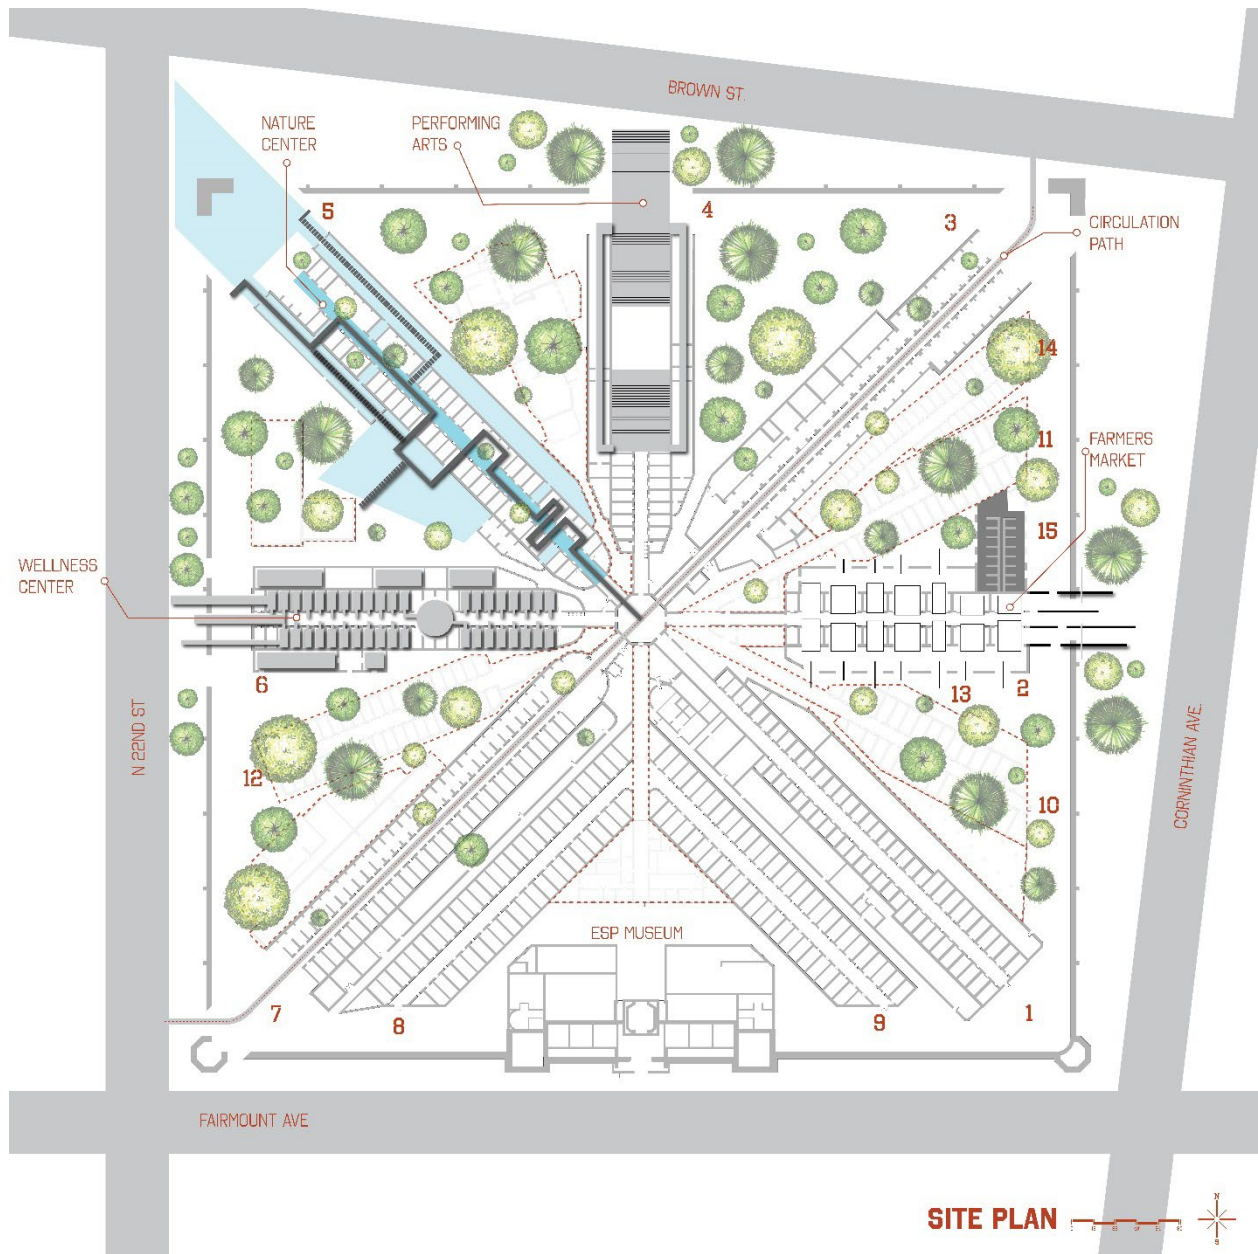 BROWN ST.
NATURE
CENTER
PERFORMING
ARTS
5
4
3
CIRCULATION
PATH
14
11
FARMERS
MARKET
15
WELLNESS
CENTER
6
13
2
N 22ND ST
12
10
CORNINTHIAN AVE.
ESP MUSEUM
7
8
9
1
FAIRMOUNT AVE
SITE PLAN
N
S